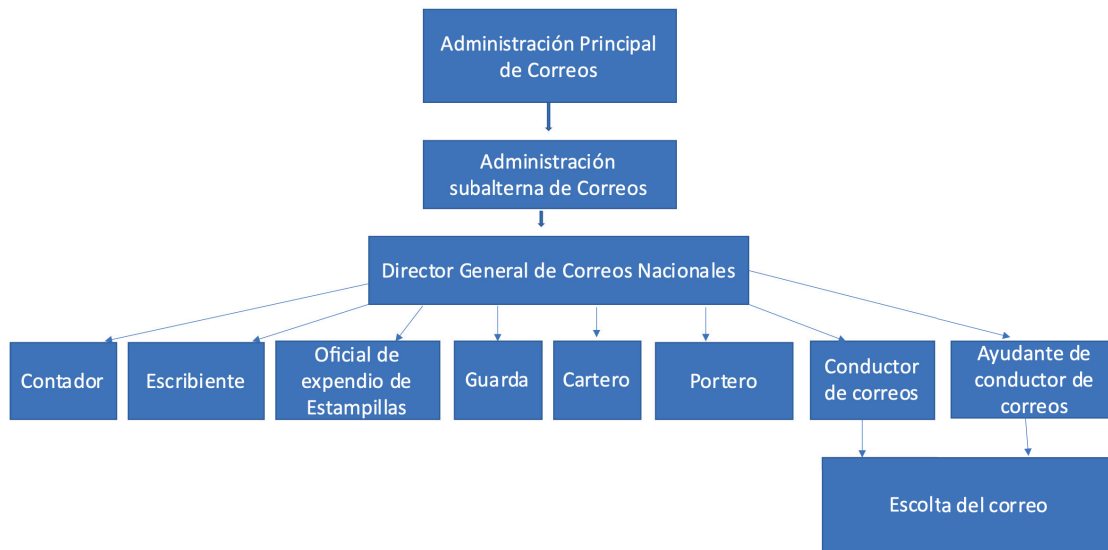 Administración Principal
de Correos
Administración
subalterna de Correos
Director General de Correos Nacionales
Contador
Escribiente
Oficial de
expendio de
Estampillas
Guarda
Cartero
Portero
Conductor
de correos
Ayudante de
conductor de
correos
Escolta del correo